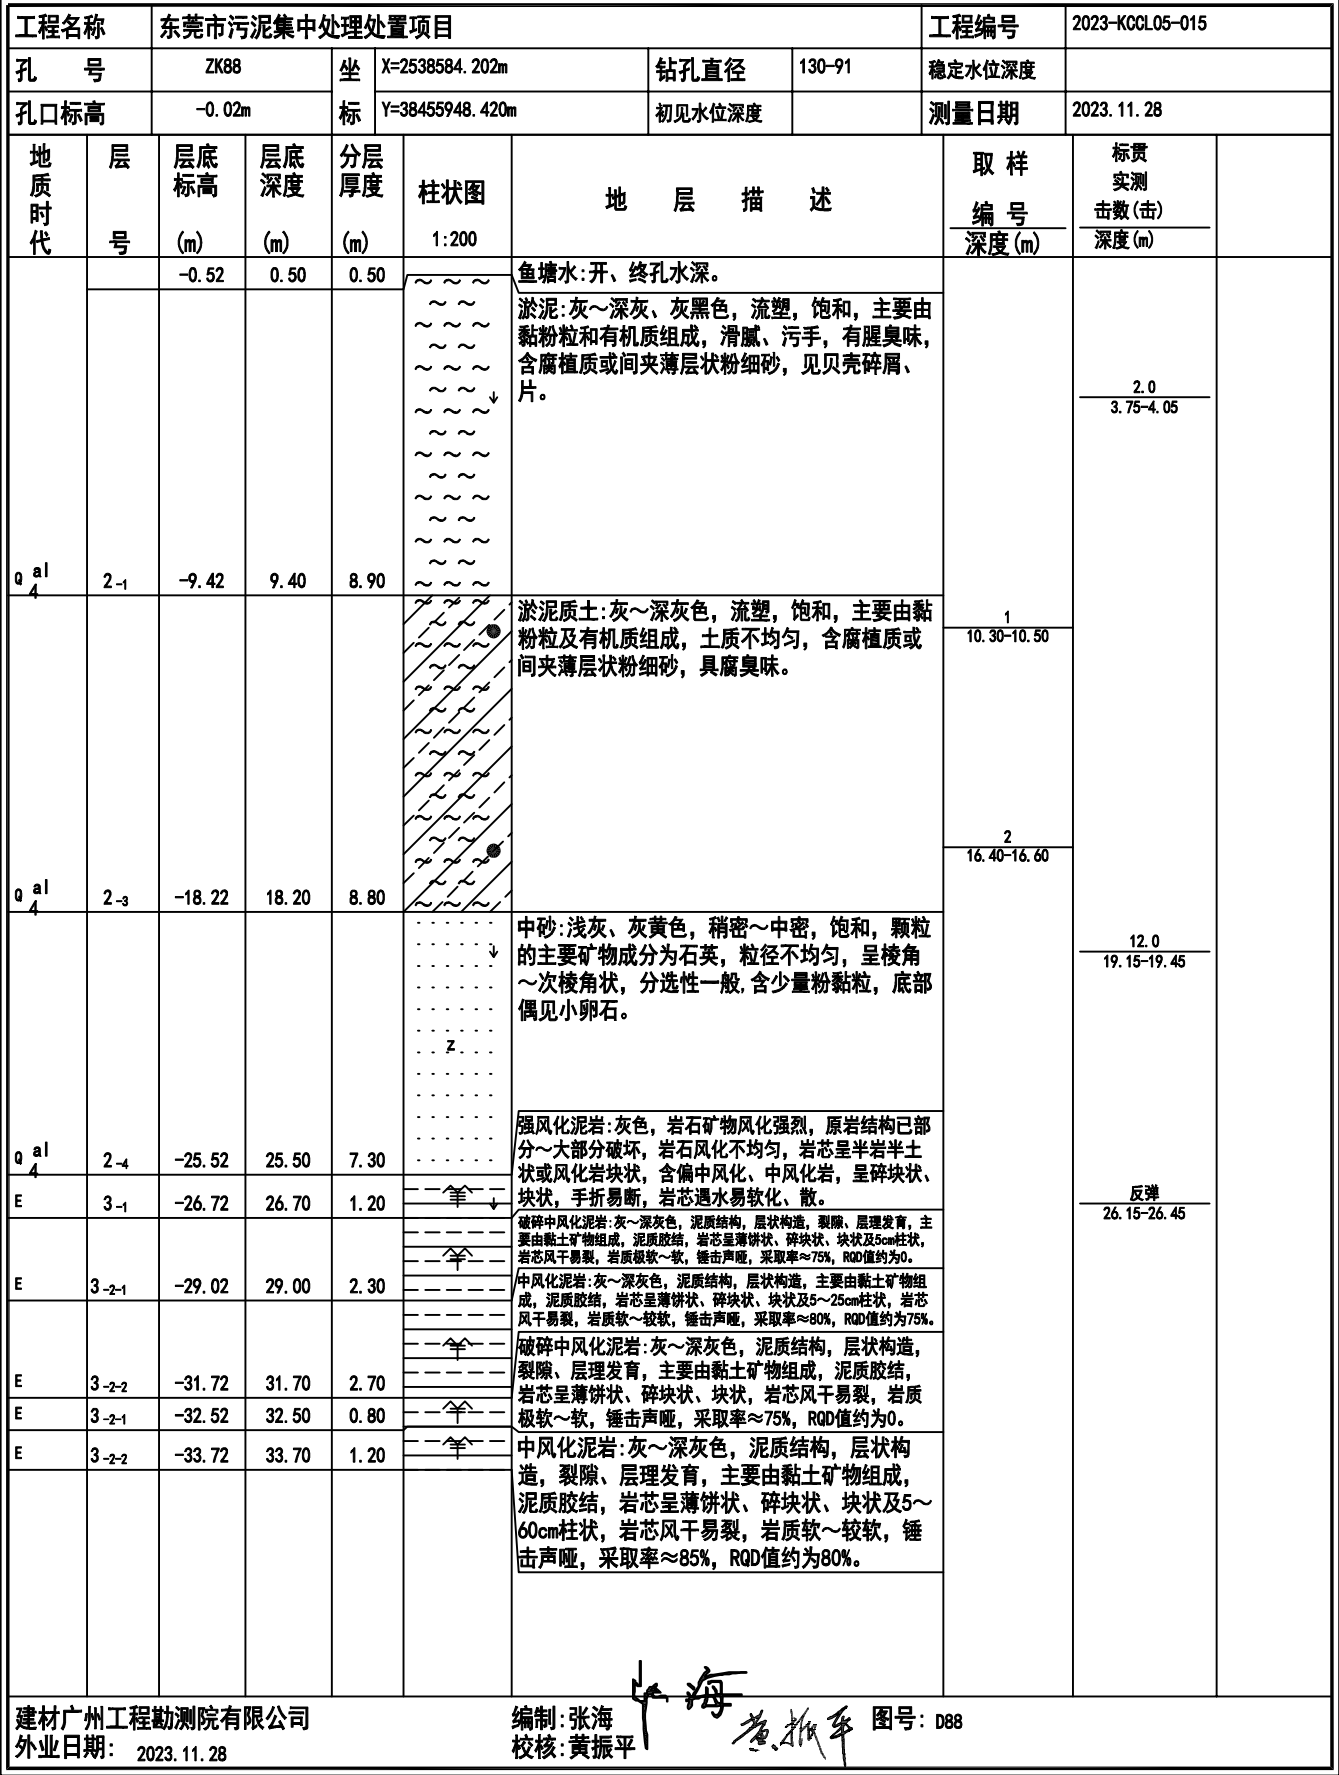 工程名称 东莞市污泥集中处理处置项目 工程编号 2023-KCCL05-015
孔 号 ZK88 坐 X=2538584.202m 钻孔直径 130-91 稳定水位深度
孔口标高 -0.02m 标 Y=38455948.420m 初见水位深度 测量日期 2023.11.28
地质时代 层号 层底标高(m) 层底深度(m) 分层厚度(m) 柱状图 1:200 地 层 描 述 取样编号 深度(m) 标贯实测击数(击) 深度(m)
-0.52 0.50 0.50 鱼塘水:开、终孔水深。
淤泥:灰~深灰、灰黑色，流塑，饱和，主要由
黏粉粒和有机质组成，滑腻、污手，有腥臭味，
含腐植质或间夹薄层状粉细砂，见贝壳碎屑、
片。
2.0
3.75-4.05
Q al 4 2-1 -9.42 9.40 8.90
淤泥质土:灰~深灰色，流塑，饱和，主要由黏
粉粒及有机质组成，土质不均匀，含腐植质或
间夹薄层状粉细砂，具腐臭味。
1
10.30-10.50
2
16.40-16.60
Q al 4 2-3 -18.22 18.20 8.80
中砂:浅灰、灰黄色，稍密~中密，饱和，颗粒
的主要矿物成分为石英，粒径不均匀，呈棱角
~次棱角状，分选性一般,含少量粉黏粒，底部
偶见小卵石。
12.0
19.15-19.45
z
Q al 4 2-4 -25.52 25.50 7.30
强风化泥岩:灰色，岩石矿物风化强烈，原岩结构已部
分~大部分破坏，岩石风化不均匀，岩芯呈半岩半土
状或风化岩块状，含偏中风化、中风化岩，呈碎块状、
块状，手折易断，岩芯遇水易软化、散。
E 3-1 -26.72 26.70 1.20
反弹
26.15-26.45
破碎中风化泥岩:灰~深灰色，泥质结构，层状构造，裂隙、层理发育，主
要由黏土矿物组成，泥质胶结，岩芯呈薄饼状、碎块状、块状及5cm柱状，
岩芯风干易裂，岩质极软~软，锤击声哑，采取率≈75%，RQD值约为0。
E 3-2-1 -29.02 29.00 2.30
中风化泥岩:灰~深灰色，泥质结构，层状构造，主要由黏土矿物组
成，泥质胶结，岩芯呈薄饼状、碎块状、块状及5~25cm柱状，岩芯
风干易裂，岩质软~较软，锤击声哑，采取率≈80%，RQD值约为75%。
E 3-2-2 -31.72 31.70 2.70
破碎中风化泥岩:灰~深灰色，泥质结构，层状构造，
裂隙、层理发育，主要由黏土矿物组成，泥质胶结，
岩芯呈薄饼状、碎块状、块状，岩芯风干易裂，岩质
极软~软，锤击声哑，采取率≈75%，RQD值约为0。
E 3-2-1 -32.52 32.50 0.80
E 3-2-2 -33.72 33.70 1.20
中风化泥岩:灰~深灰色，泥质结构，层状构
造，裂隙、层理发育，主要由黏土矿物组成，
泥质胶结，岩芯呈薄饼状、碎块状、块状及5~
60cm柱状，岩芯风干易裂，岩质软~较软，锤
击声哑，采取率≈85%，RQD值约为80%。
建材广州工程勘测院有限公司 编制:张海 张海 图号: D88
外业日期: 2023.11.28 校核:黄振平 黄振平